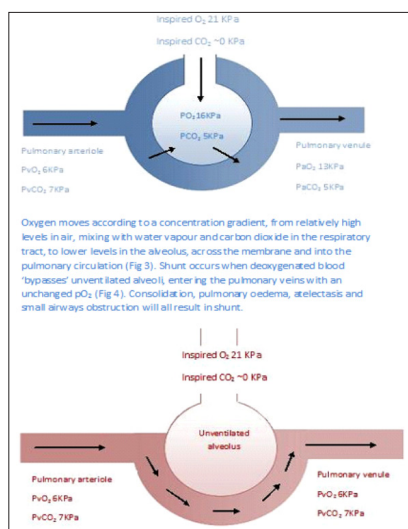 Inspired O₂ 21 KPa
Inspired CO₂ ~0 KPa
PO₂ 16KPa
PCO₂ 5KPa
Pulmonary arteriole
PvO₂ 6KPa
PvCO₂ 7KPa
Pulmonary venule
PaO₂ 13KPa
PaCO₂ 5KPa
Oxygen moves according to a concentration gradient, from relatively high
levels in air, mixing with water vapour and carbon dioxide in the respiratory
tract, to lower levels in the alveolus, across the membrane and into the
pulmonary circulation (Fig 3). Shunt occurs when deoxygenated blood
‘bypasses’ unventilated alveoli, entering the pulmonary veins with an
unchanged pO₂ (Fig 4). Consolidation, pulmonary oedema, atelectasis and
small airways obstruction will all result in shunt.
Inspired O₂ 21 KPa
Inspired CO₂ ~0 KPa
Unventilated
alveolus
Pulmonary arteriole
PvO₂ 6KPa
PvCO₂ 7KPa
Pulmonary venule
PvO₂ 6KPa
PvCO₂ 7KPa